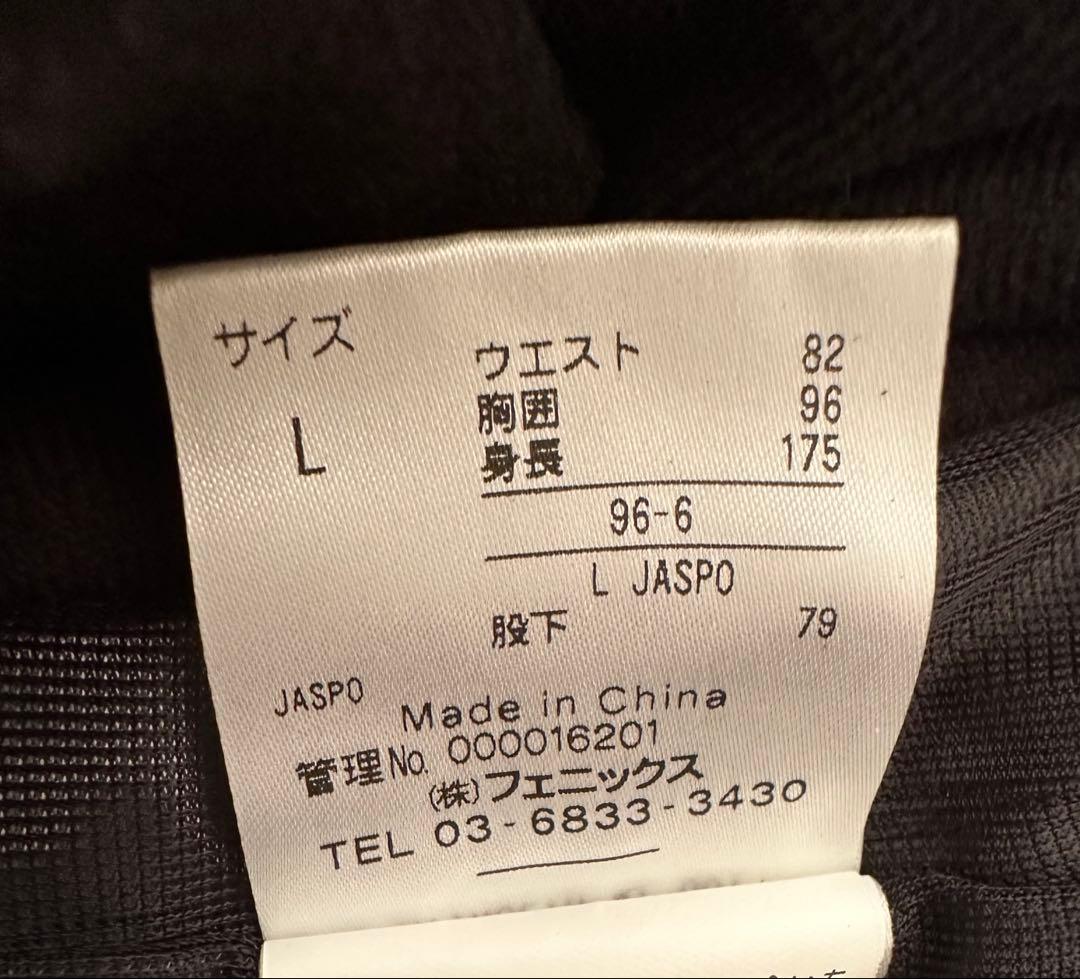 サイズ
L
ウエスト 82
胸囲 96
身長 175
96-6
L JASPO
股下 79
JASPO
Made in China
管理No. 000016201
(株)フェニックス
TEL 03-6833-3430